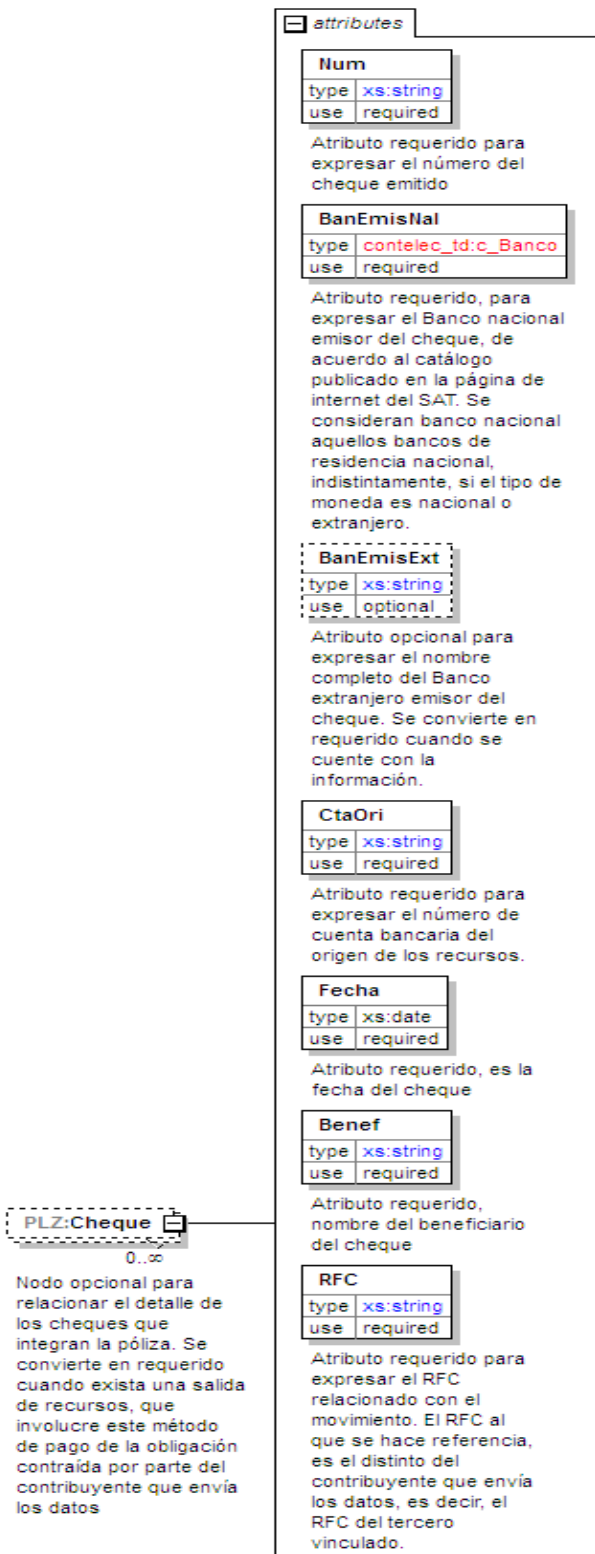 attributes
Num
type xs:string
use required
Atributo requerido para
expresar el número del
cheque emitido
BanEmisNal
type contelec_td:c_Banco
use required
Atributo requerido, para
expresar el Banco nacional
emisor del cheque, de
acuerdo al catálogo
publicado en la página de
internet del SAT. Se
consideran banco nacional
aquellos bancos de
residencia nacional,
indistintamente, si el tipo de
moneda es nacional o
extranjero.
BanEmisExt
type xs:string
use optional
Atributo opcional para
expresar el nombre
completo del Banco
extranjero emisor del
cheque. Se convierte en
requerido cuando se
cuente con la
información.
CtaOri
type xs:string
use required
Atributo requerido para
expresar el número de
cuenta bancaria del
origen de los recursos.
Fecha
type xs:date
use required
Atributo requerido, es la
fecha del cheque
Benef
type xs:string
use required
Atributo requerido,
nombre del beneficiario
del cheque
RFC
type xs:string
use required
Atributo requerido para
expresar el RFC
relacionado con el
movimiento. El RFC al
que se hace referencia,
es el distinto del
contribuyente que envía
los datos, es decir, el
RFC del tercero
vinculado.
PLZ:Cheque
0..∞
Nodo opcional para
relacionar el detalle de
los cheques que
integran la póliza. Se
convierte en requerido
cuando exista una salida
de recursos, que
involucre este método
de pago de la obligación
contraída por parte del
contribuyente que envía
los datos